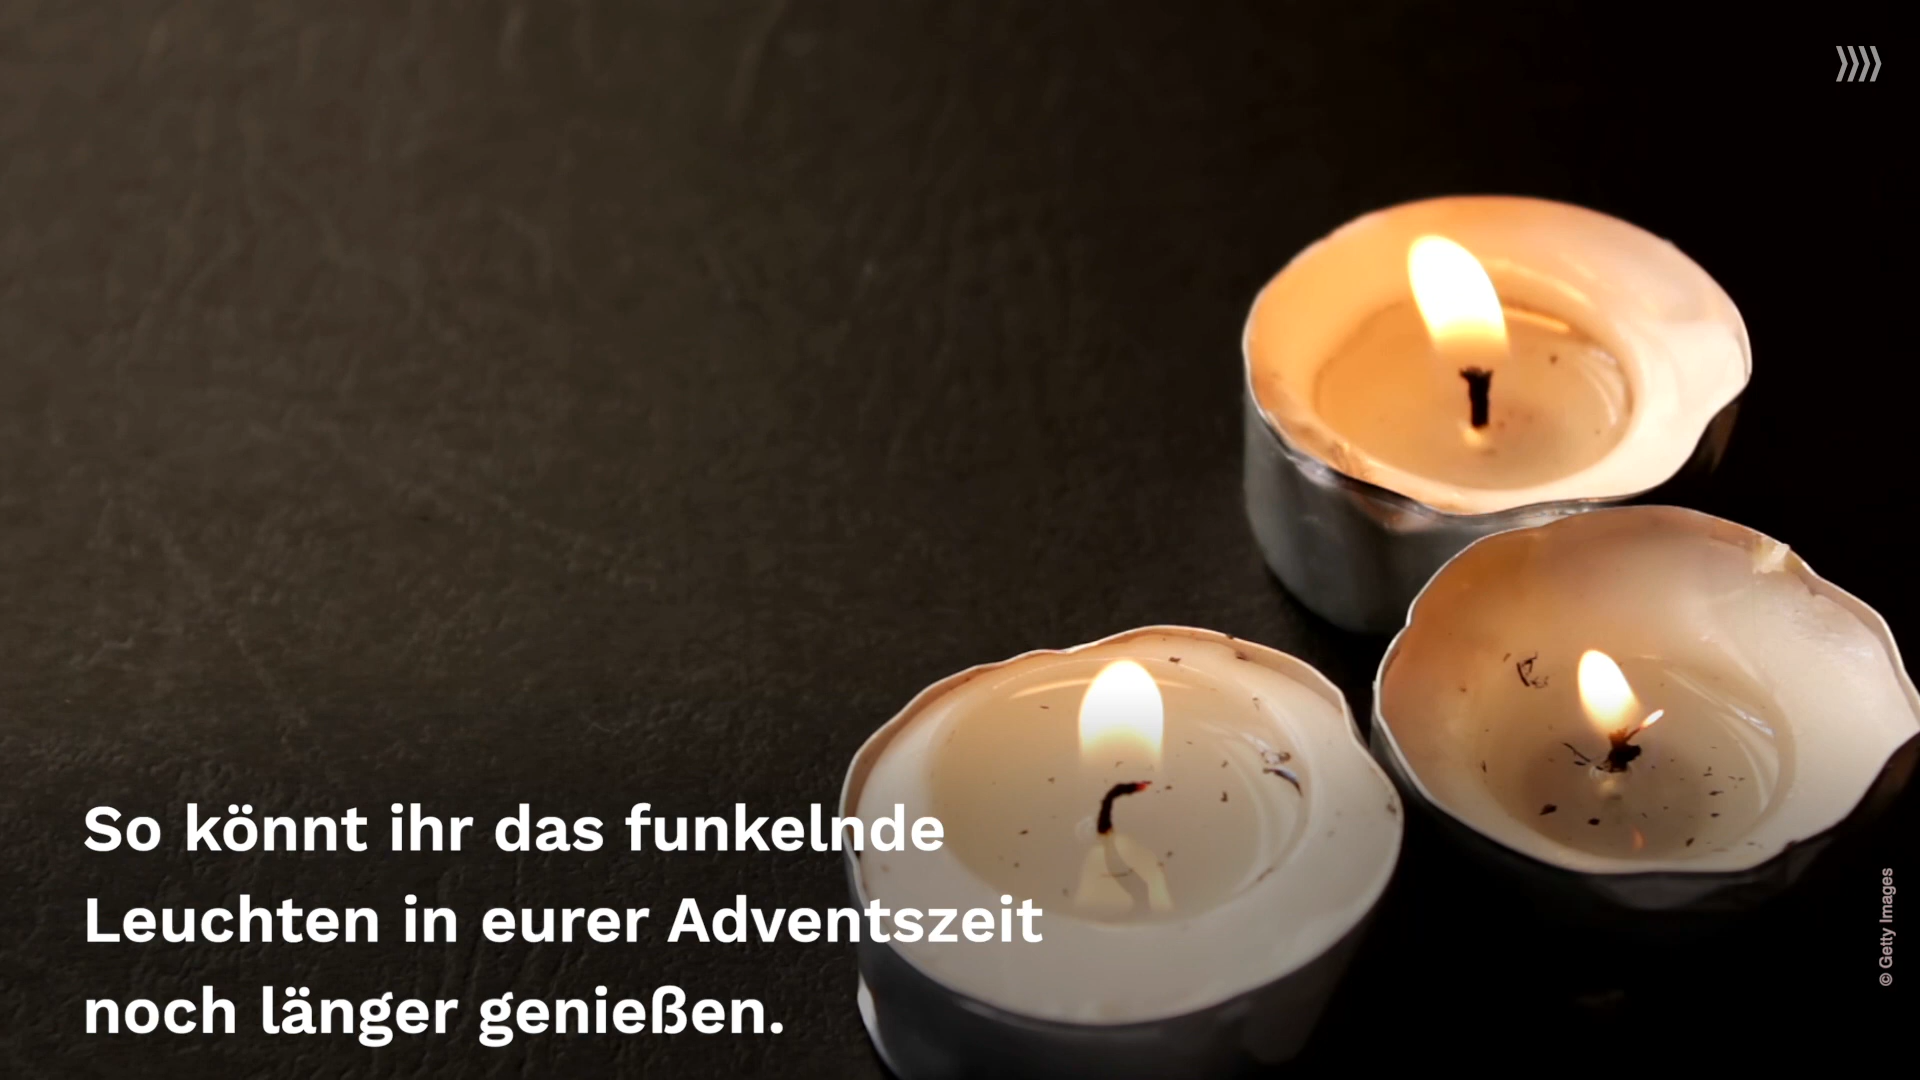 So könnt ihr das funkelnde
Leuchten in eurer Adventszeit
noch länger genießen.
© Getty Images